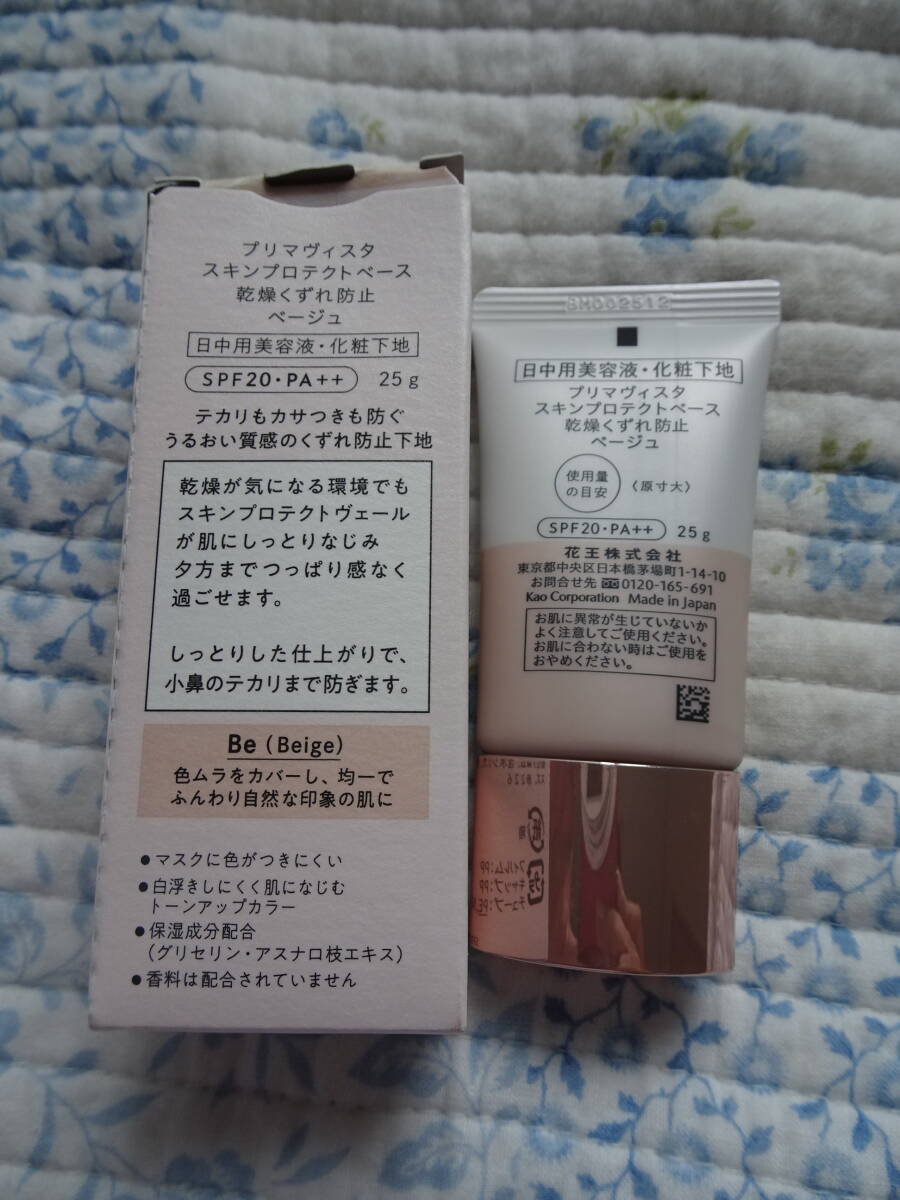 プリマヴィスタ
スキンプロテクトベース
乾燥くずれ防止
ベージュ
日中用美容液・化粧下地
SPF20・PA++ 25g
テカリもカサつきも防ぐ
うるおい質感のくずれ防止下地
乾燥が気になる環境でも
スキンプロテクトヴェール
が肌にしっとりなじみ
夕方までつっぱり感なく
過ごせます。
しっとりした仕上がりで、
小鼻のテカリまで防ぎます。
Be (Beige)
色ムラをカバーし、均一で
ふんわり自然な印象の肌に
●マスクに色がつきにくい
●白浮きしにくく肌になじむ
トーンアップカラー
●保湿成分配合
(グリセリン・アスナロ枝エキス)
●香料は配合されていません
日中用美容液・化粧下地
プリマヴィスタ
スキンプロテクトベース
乾燥くずれ防止
ベージュ
使用量
の目安
〈原寸大〉
SPF20・PA++ 25g
花王株式会社
東京都中央区日本橋茅場町1-14-10
お問合せ先 0120-165-691
Kao Corporation Made in Japan
お肌に異常が生じていないか
よく注意してご使用ください。
お肌に合わない時はご使用を
おやめください。
フィルム:PP
キャップ:PP
チューブ:PE